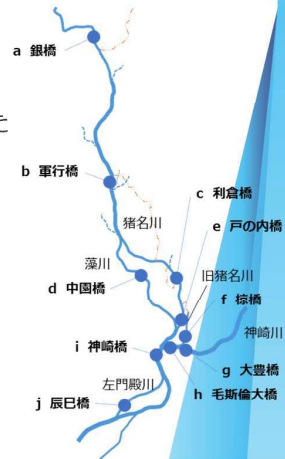 a 銀橋
た
b 軍行橋
c 利倉橋
猪名川
e 戸の内橋
藻川
旧猪名川
d 中園橋
f 椋橋
神崎川
i 神崎橋
g 大豊橋
左門殿川
h 毛斯倫大橋
j 辰巳橋